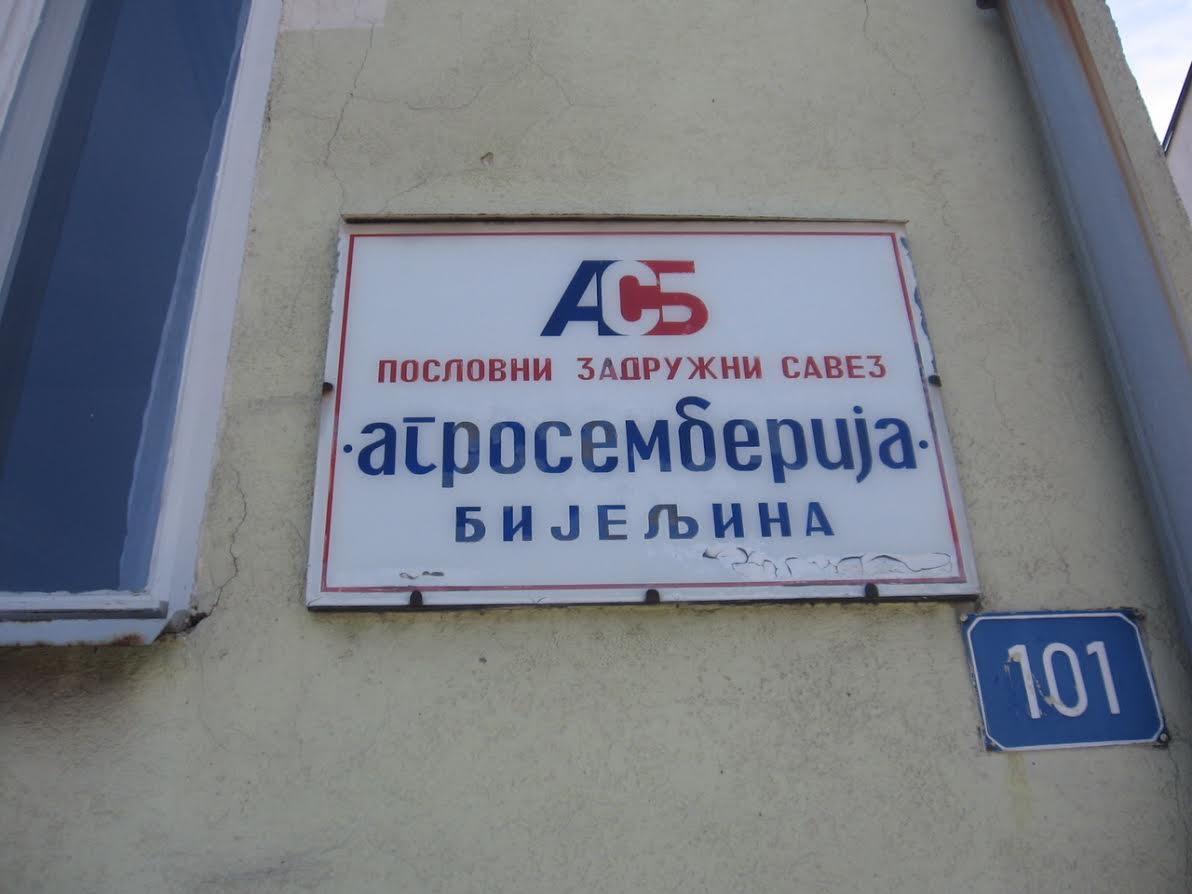 АСБ
ПОСЛОВНИ ЗАДРУЖНИ САВЕЗ
·агросемберија·
БИЈЕЉИНА
101